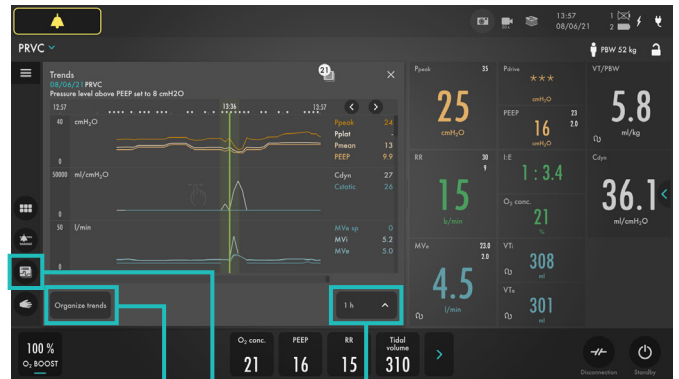 13:57
08/06/21
1
2
PRVC
PBW 52 kg
Trends
08/06/21 PRVC
Pressure level above PEEP set to 8 cmH2O
21
12:57
13:36
13:57
40 cmH₂O
0
Ppeak 24
Pplat -
Pmean 13
PEEP 9.9
50000 ml/cmH₂O
0
Cdyn 27
Cstatic 26
50 l/min
0
MVe sp 0
MVi 5.2
MVe 5.0
Organize trends
1 h
Ppeak 35
25
cmH₂O
Pdrive
***
cmH₂O
PEEP 23
2.0
16
cmH₂O
VT/PBW
5.8
ml/kg
RR 30
9
15
b/min
I:E
1 : 3.4
O₂ conc.
21
%
Cdyn
36.1
ml/cmH₂O
MVe 23.0
2.0
4.5
l/min
VTi
308
ml
VTe
301
ml
100 %
O₂ BOOST
O₂ conc.
21
PEEP
16
RR
15
Tidal
volume
310
Disconnection
Standby